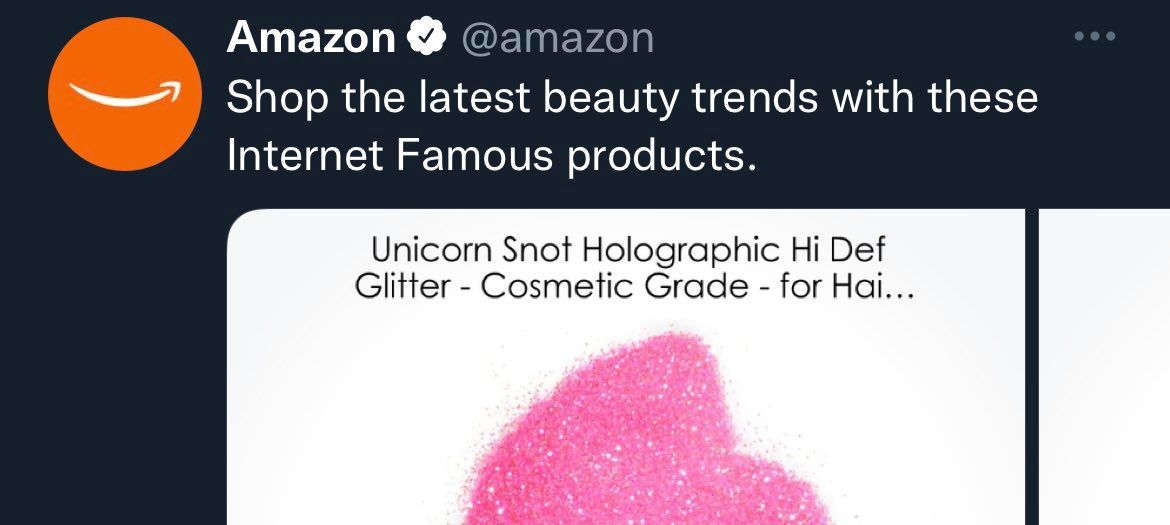 Amazon @amazon
Shop the latest beauty trends with these
Internet Famous products.
Unicorn Snot Holographic Hi Def
Glitter - Cosmetic Grade - for Hai...